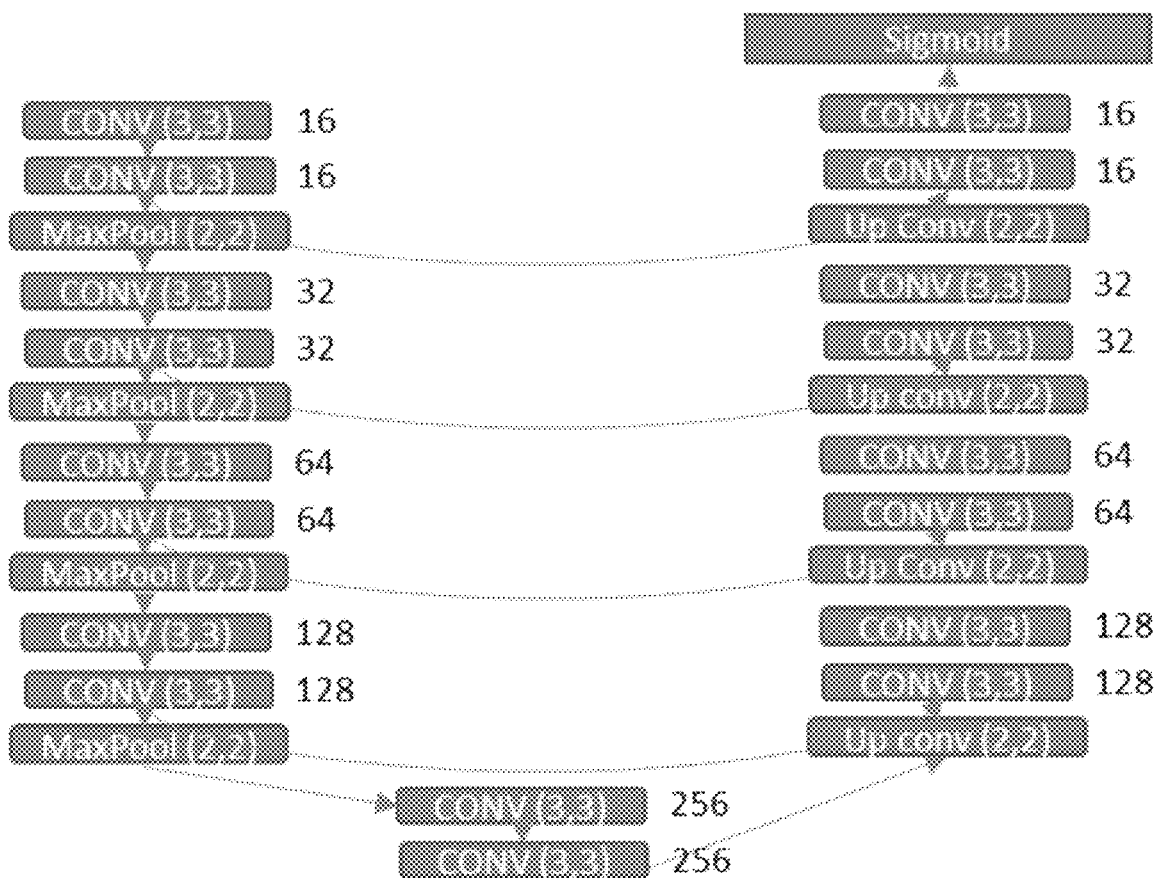 CONV (3,3) 16
CONV (3,3) 16
MaxPool (2,2)
CONV (3,3) 32
CONV (3,3) 32
MaxPool (2,2)
CONV (3,3) 64
CONV (3,3) 64
MaxPool (2,2)
CONV (3,3) 128
CONV (3,3) 128
MaxPool (2,2)
CONV (3,3) 256
CONV (3,3) 256
Sigmoid
CONV (3,3) 16
CONV (3,3) 16
Up Conv (2,2)
CONV (3,3) 32
CONV (3,3) 32
Up conv (2,2)
CONV (3,3) 64
CONV (3,3) 64
Up Conv (2,2)
CONV (3,3) 128
CONV (3,3) 128
Up conv (2,2)